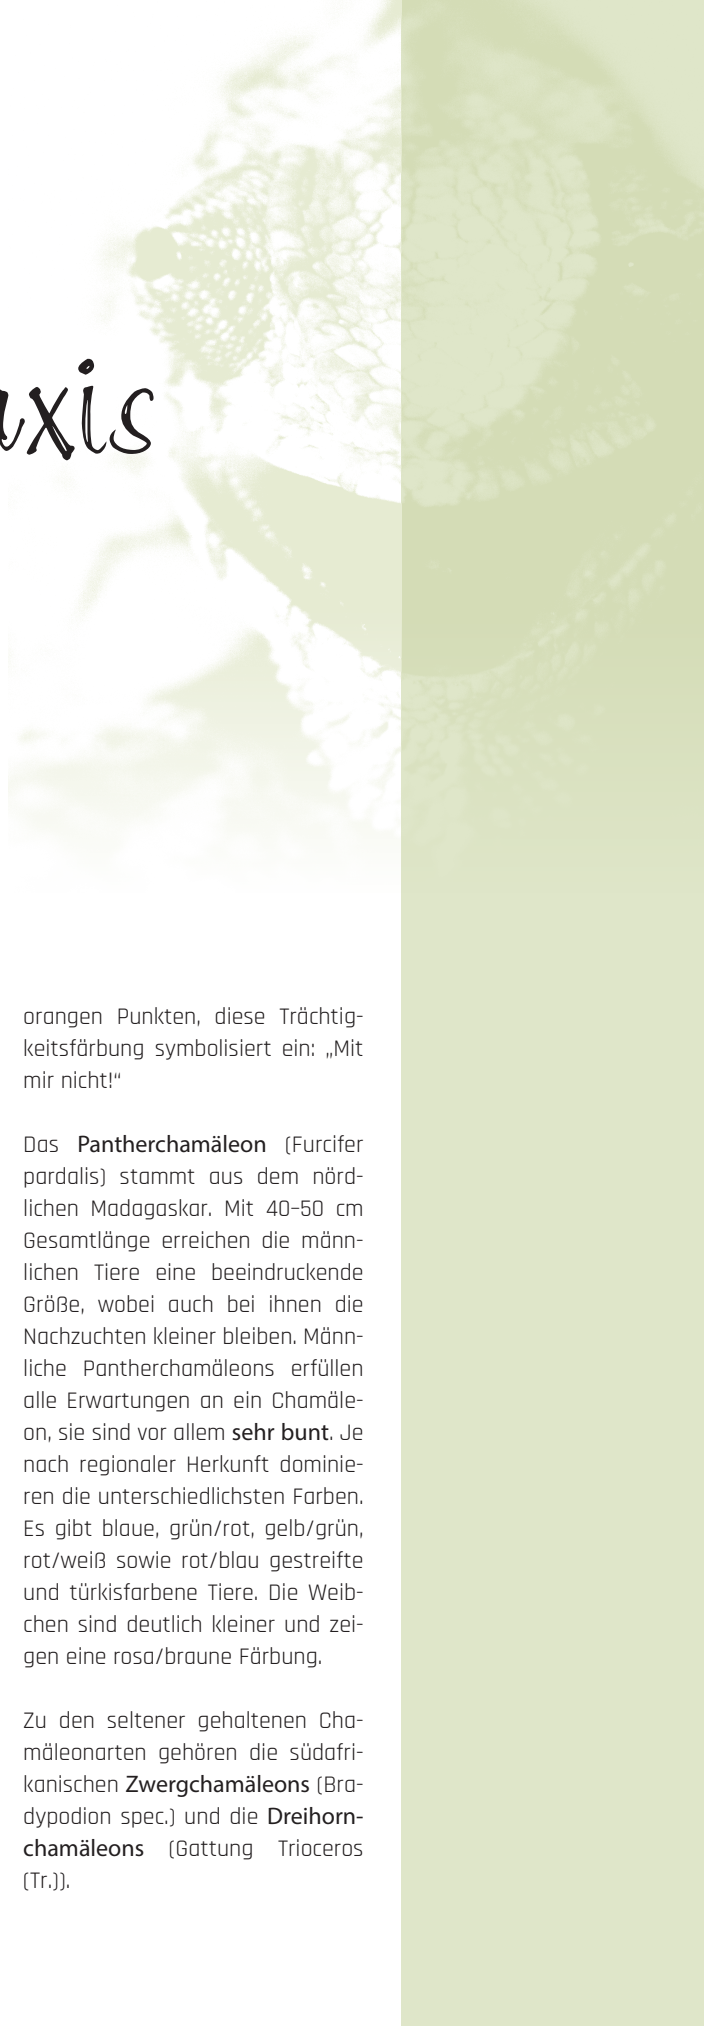 axis
orangen Punkten, diese Trächtig-
keitsfärbung symbolisiert ein: „Mit
mir nicht!“
Das Pantherchamäleon (Furcifer
pardalis) stammt aus dem nörd-
lichen Madagaskar. Mit 40–50 cm
Gesamtlänge erreichen die männ-
lichen Tiere eine beeindruckende
Größe, wobei auch bei ihnen die
Nachzuchten kleiner bleiben. Männ-
liche Pantherchamäleons erfüllen
alle Erwartungen an ein Chamäle-
on, sie sind vor allem sehr bunt. Je
nach regionaler Herkunft dominie-
ren die unterschiedlichsten Farben.
Es gibt blaue, grün/rot, gelb/grün,
rot/weiß sowie rot/blau gestreifte
und türkisfarbene Tiere. Die Weib-
chen sind deutlich kleiner und zei-
gen eine rosa/braune Färbung.
Zu den seltener gehaltenen Cha-
mäleonarten gehören die südafri-
kanischen Zwergchamäleons (Bra-
dypodion spec.) und die Dreihorn-
chamäleons (Gattung Trioceros
(Tr.)).